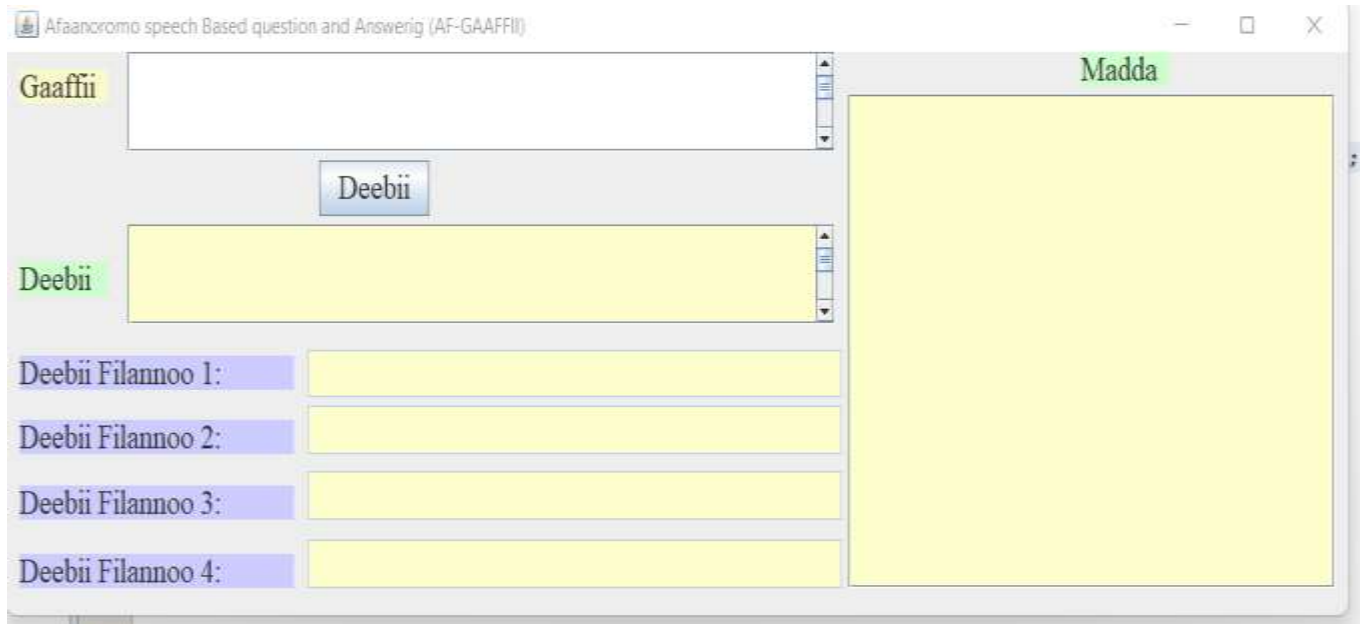 Afaanoromo speech Based question and Answerig (AF-GAAFFII)
Gaaffii
Deebii
Deebii
Deebii Filannoo 1:
Deebii Filannoo 2:
Deebii Filannoo 3:
Deebii Filannoo 4:
Madda
;